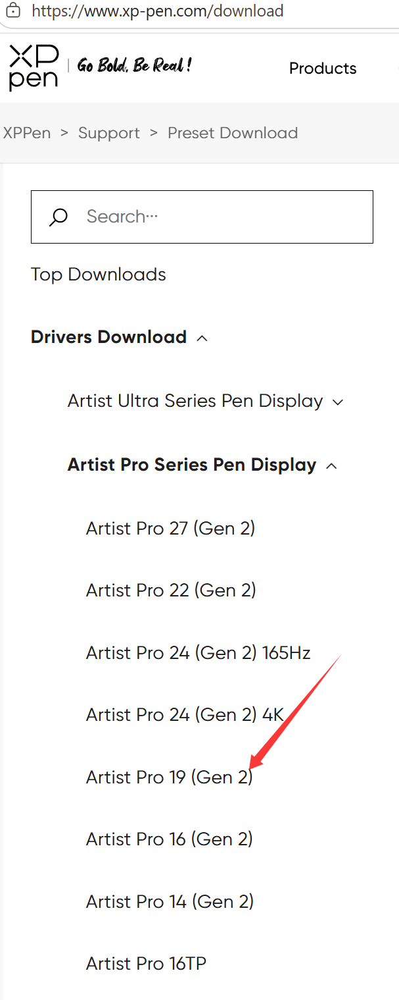 https://www.xp-pen.com/download
XP
pen
Go Bold, Be Real!
Products
XPPen > Support > Preset Download
Search···
Top Downloads
Drivers Download
Artist Ultra Series Pen Display
Artist Pro Series Pen Display
Artist Pro 27 (Gen 2)
Artist Pro 22 (Gen 2)
Artist Pro 24 (Gen 2) 165Hz
Artist Pro 24 (Gen 2) 4K
Artist Pro 19 (Gen 2)
Artist Pro 16 (Gen 2)
Artist Pro 14 (Gen 2)
Artist Pro 16TP